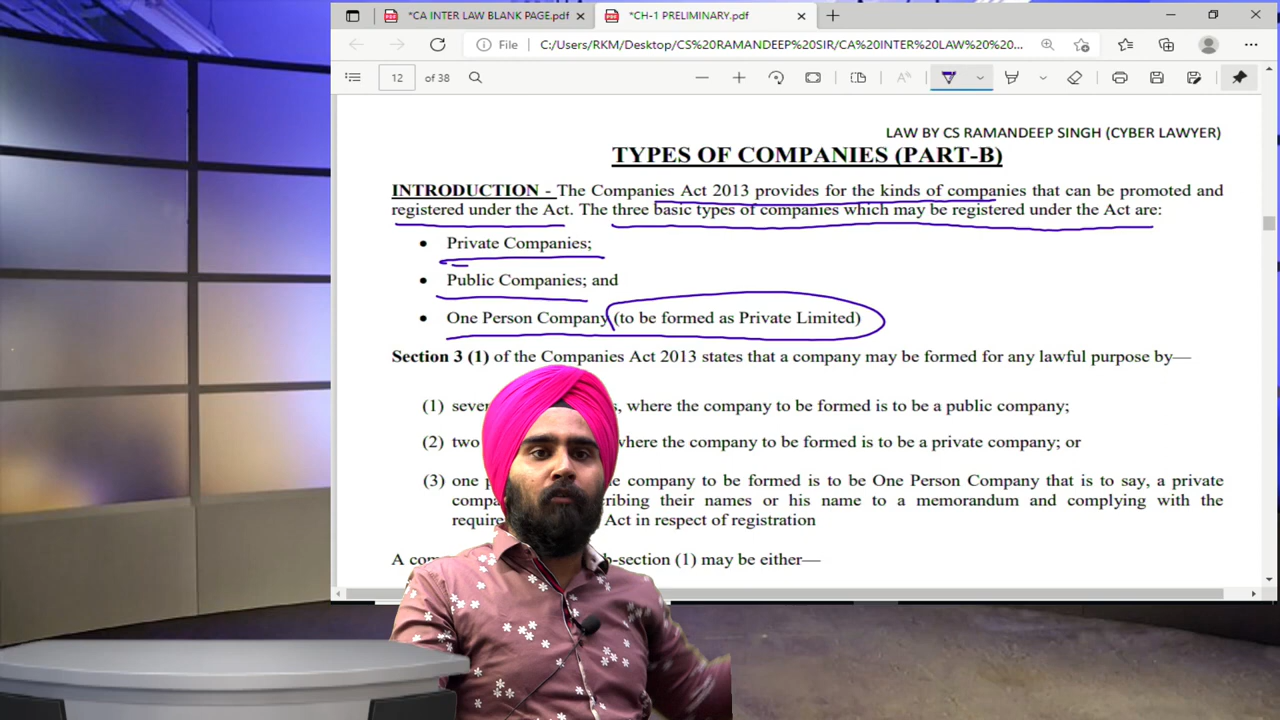 *CA INTER LAW BLANK PAGE.pdf
*CH-1 PRELIMINARY.pdf
File
C:/Users/RKM/Desktop/CS%20RAMANDEEP%20SIR/CA%20INTER%20LAW%20%20...
12 of 38
LAW BY CS RAMANDEEP SINGH (CYBER LAWYER)
TYPES OF COMPANIES (PART-B)
INTRODUCTION - The Companies Act 2013 provides for the kinds of companies that can be promoted and
registered under the Act. The three basic types of companies which may be registered under the Act are:
• Private Companies;
• Public Companies; and
• One Person Company (to be formed as Private Limited)
Section 3 (1) of the Companies Act 2013 states that a company may be formed for any lawful purpose by—
(1) where the company to be formed is to be a public company;
(2) two where the company to be formed is to be a private company; or
(3) one company to be formed is to be One Person Company that is to say, a private
their names or his name to a memorandum and complying with the
Act in respect of registration
A (1) may be either—